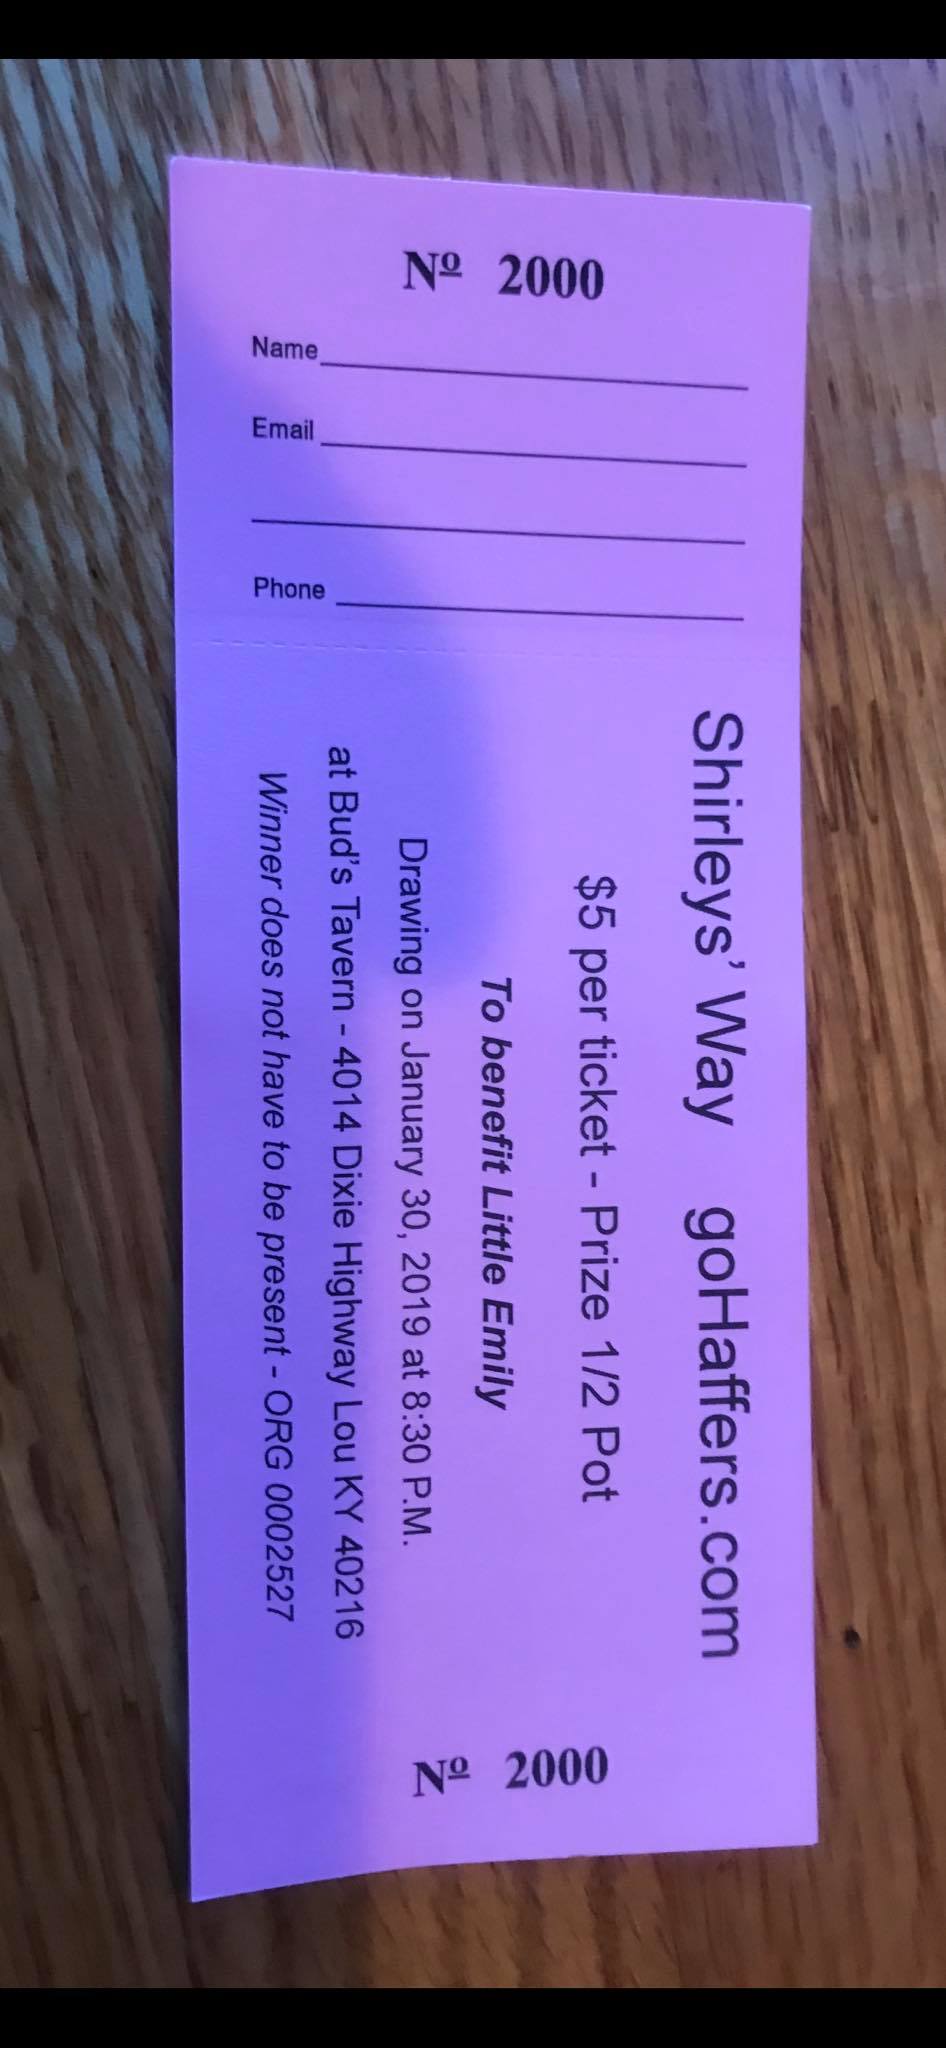 Nº 2000
Name
Email
Phone
Shirleys' Way goHaffers.com
$5 per ticket - Prize 1/2 Pot
To benefit Little Emily
Drawing on January 30, 2019 at 8:30 P.M.
at Bud's Tavern - 4014 Dixie Highway Lou KY 40216
Winner does not have to be present - ORG 0002527
Nº 2000